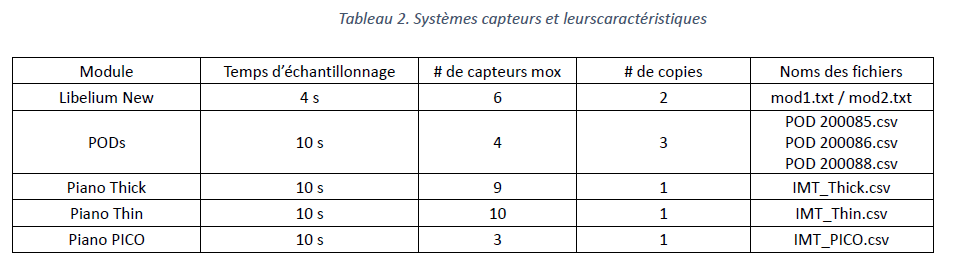 Tableau 2. Systèmes capteurs et leurscaractéristiques
Module Temps d'échantillonnage # de capteurs mox # de copies Noms des fichiers
Libelium New 4 s 6 2 mod1.txt / mod2.txt
PODs 10 s 4 3 POD 200085.csv
POD 200086.csv
POD 200088.csv
Piano Thick 10 s 9 1 IMT_Thick.csv
Piano Thin 10 s 10 1 IMT_Thin.csv
Piano PICO 10 s 3 1 IMT_PICO.csv